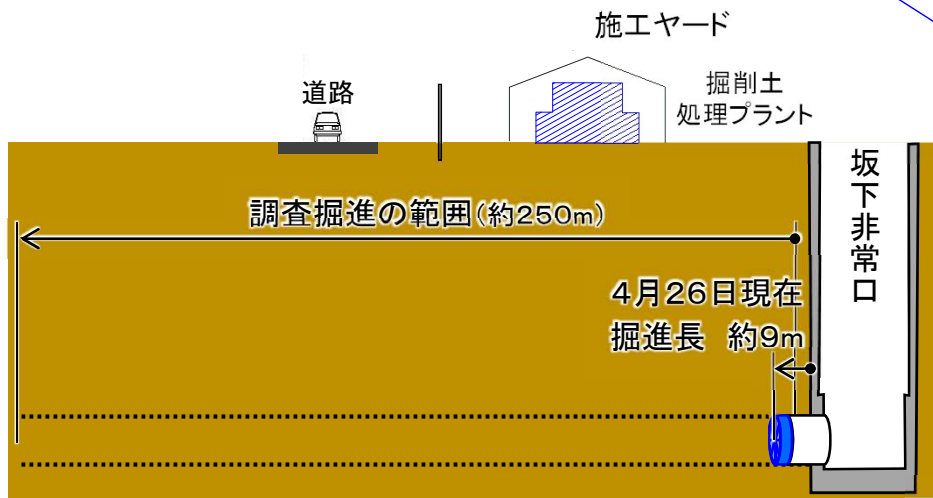 施工ヤード
道路
掘削土
処理プラント
坂下非常口
調査掘進の範囲(約250m)
4月26日現在
掘進長 約9m